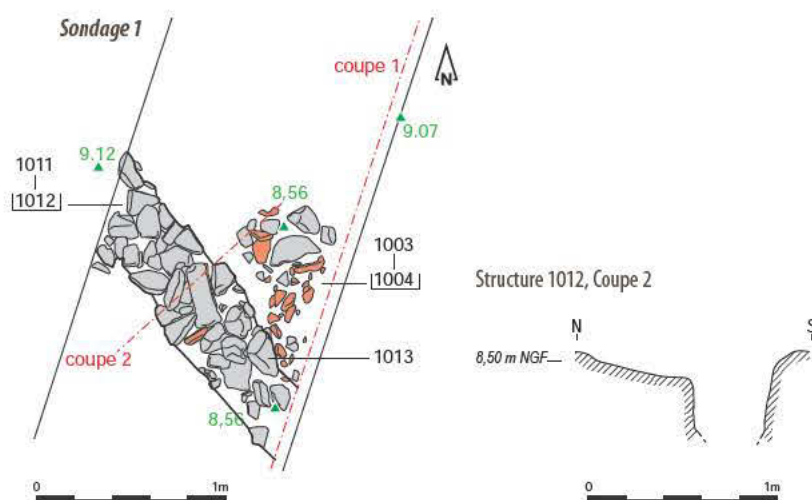 Sondage 1
coupe 1
N
9.07
9.12
1011
1012
8,56
1003
1004
coupe 2
1013
8,56
0 1m
Structure 1012, Coupe 2
N S
8,50 m NGF
0 1m